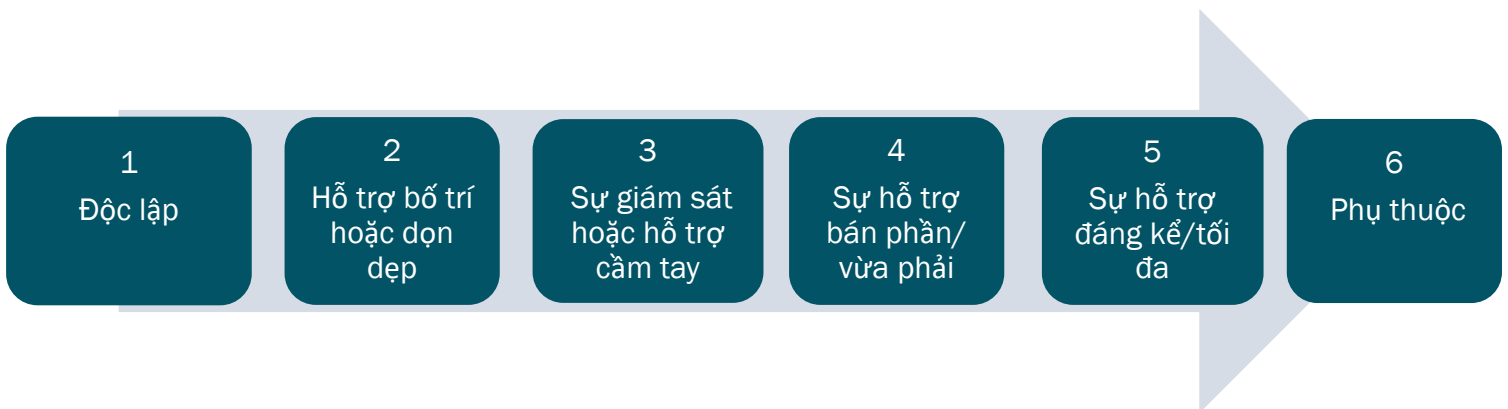 1
Độc lập
2
Hỗ trợ bố trí
hoặc dọn
dẹp
3
Sự giám sát
hoặc hỗ trợ
cầm tay
4
Sự hỗ trợ
bán phần/
vừa phải
5
Sự hỗ trợ
đáng kể/tối
đa
6
Phụ thuộc